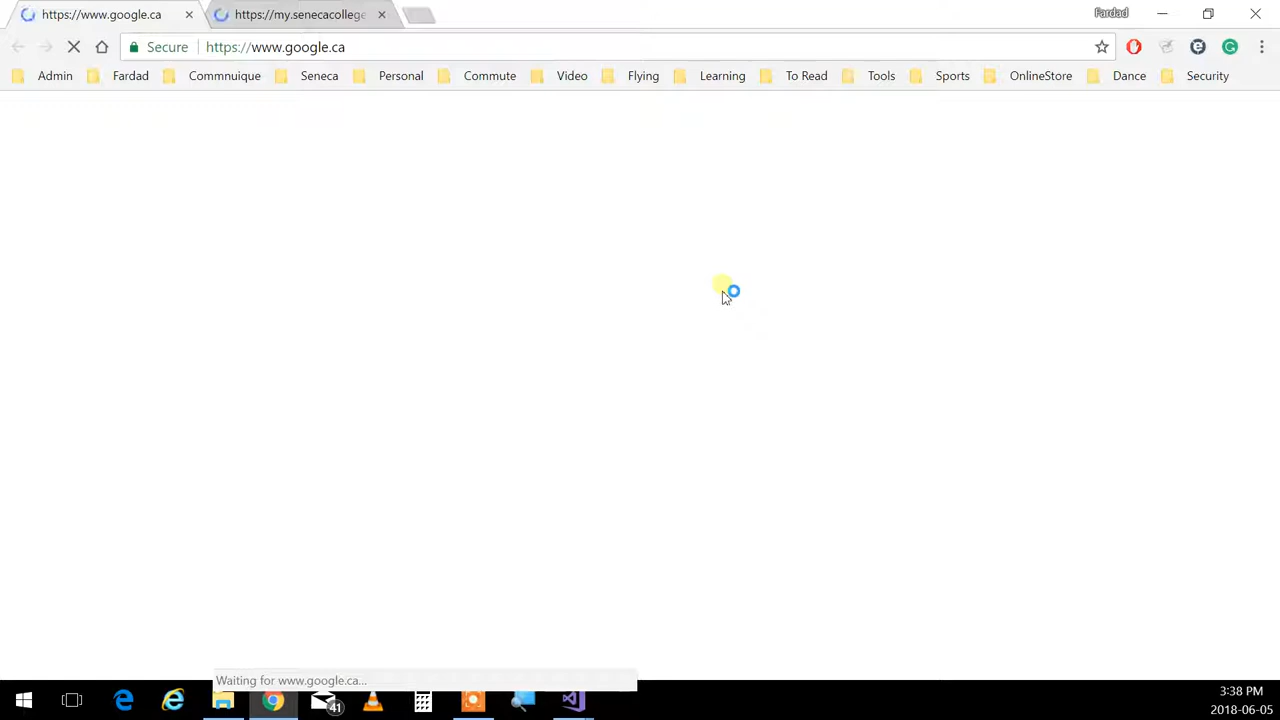 https://www.google.ca
https://my.senecacollege
Fardad
Secure
https://www.google.ca
Admin
Fardad
Commnuique
Seneca
Personal
Commute
Video
Flying
Learning
To Read
Tools
Sports
OnlineStore
Dance
Security
Waiting for www.google.ca...
41
3:38 PM
2018-06-05